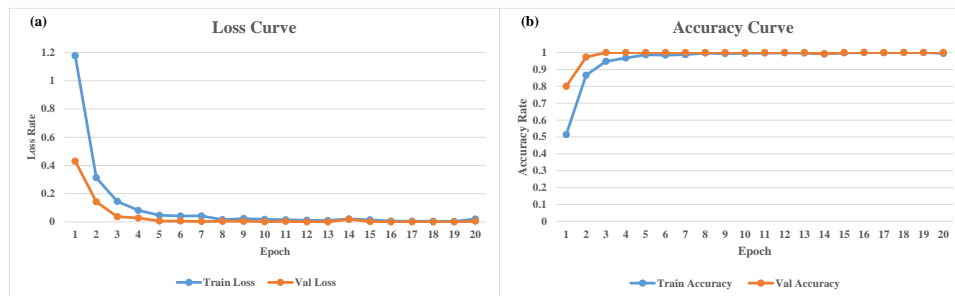 (a)
Loss Curve
1.2
1
0.8
0.6
0.4
0.2
0
Loss Rate
1 2 3 4 5 6 7 8 9 10 11 12 13 14 15 16 17 18 19 20
Epoch
Train Loss Val Loss
(b)
Accuracy Curve
1
0.9
0.8
0.7
0.6
0.5
0.4
0.3
0.2
0.1
0
Accuracy Rate
1 2 3 4 5 6 7 8 9 10 11 12 13 14 15 16 17 18 19 20
Epoch
Train Accuracy Val Accuracy